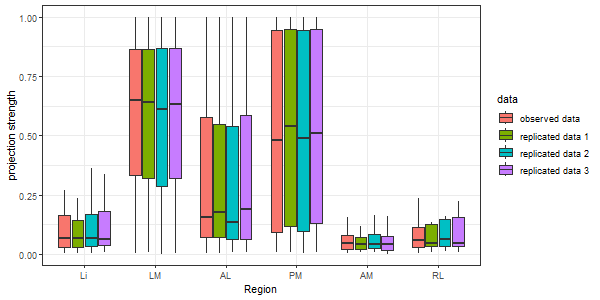 projection strength
1.00
0.75
0.50
0.25
0.00
Li LM AL PM AM RL
Region
data
observed data
replicated data 1
replicated data 2
replicated data 3